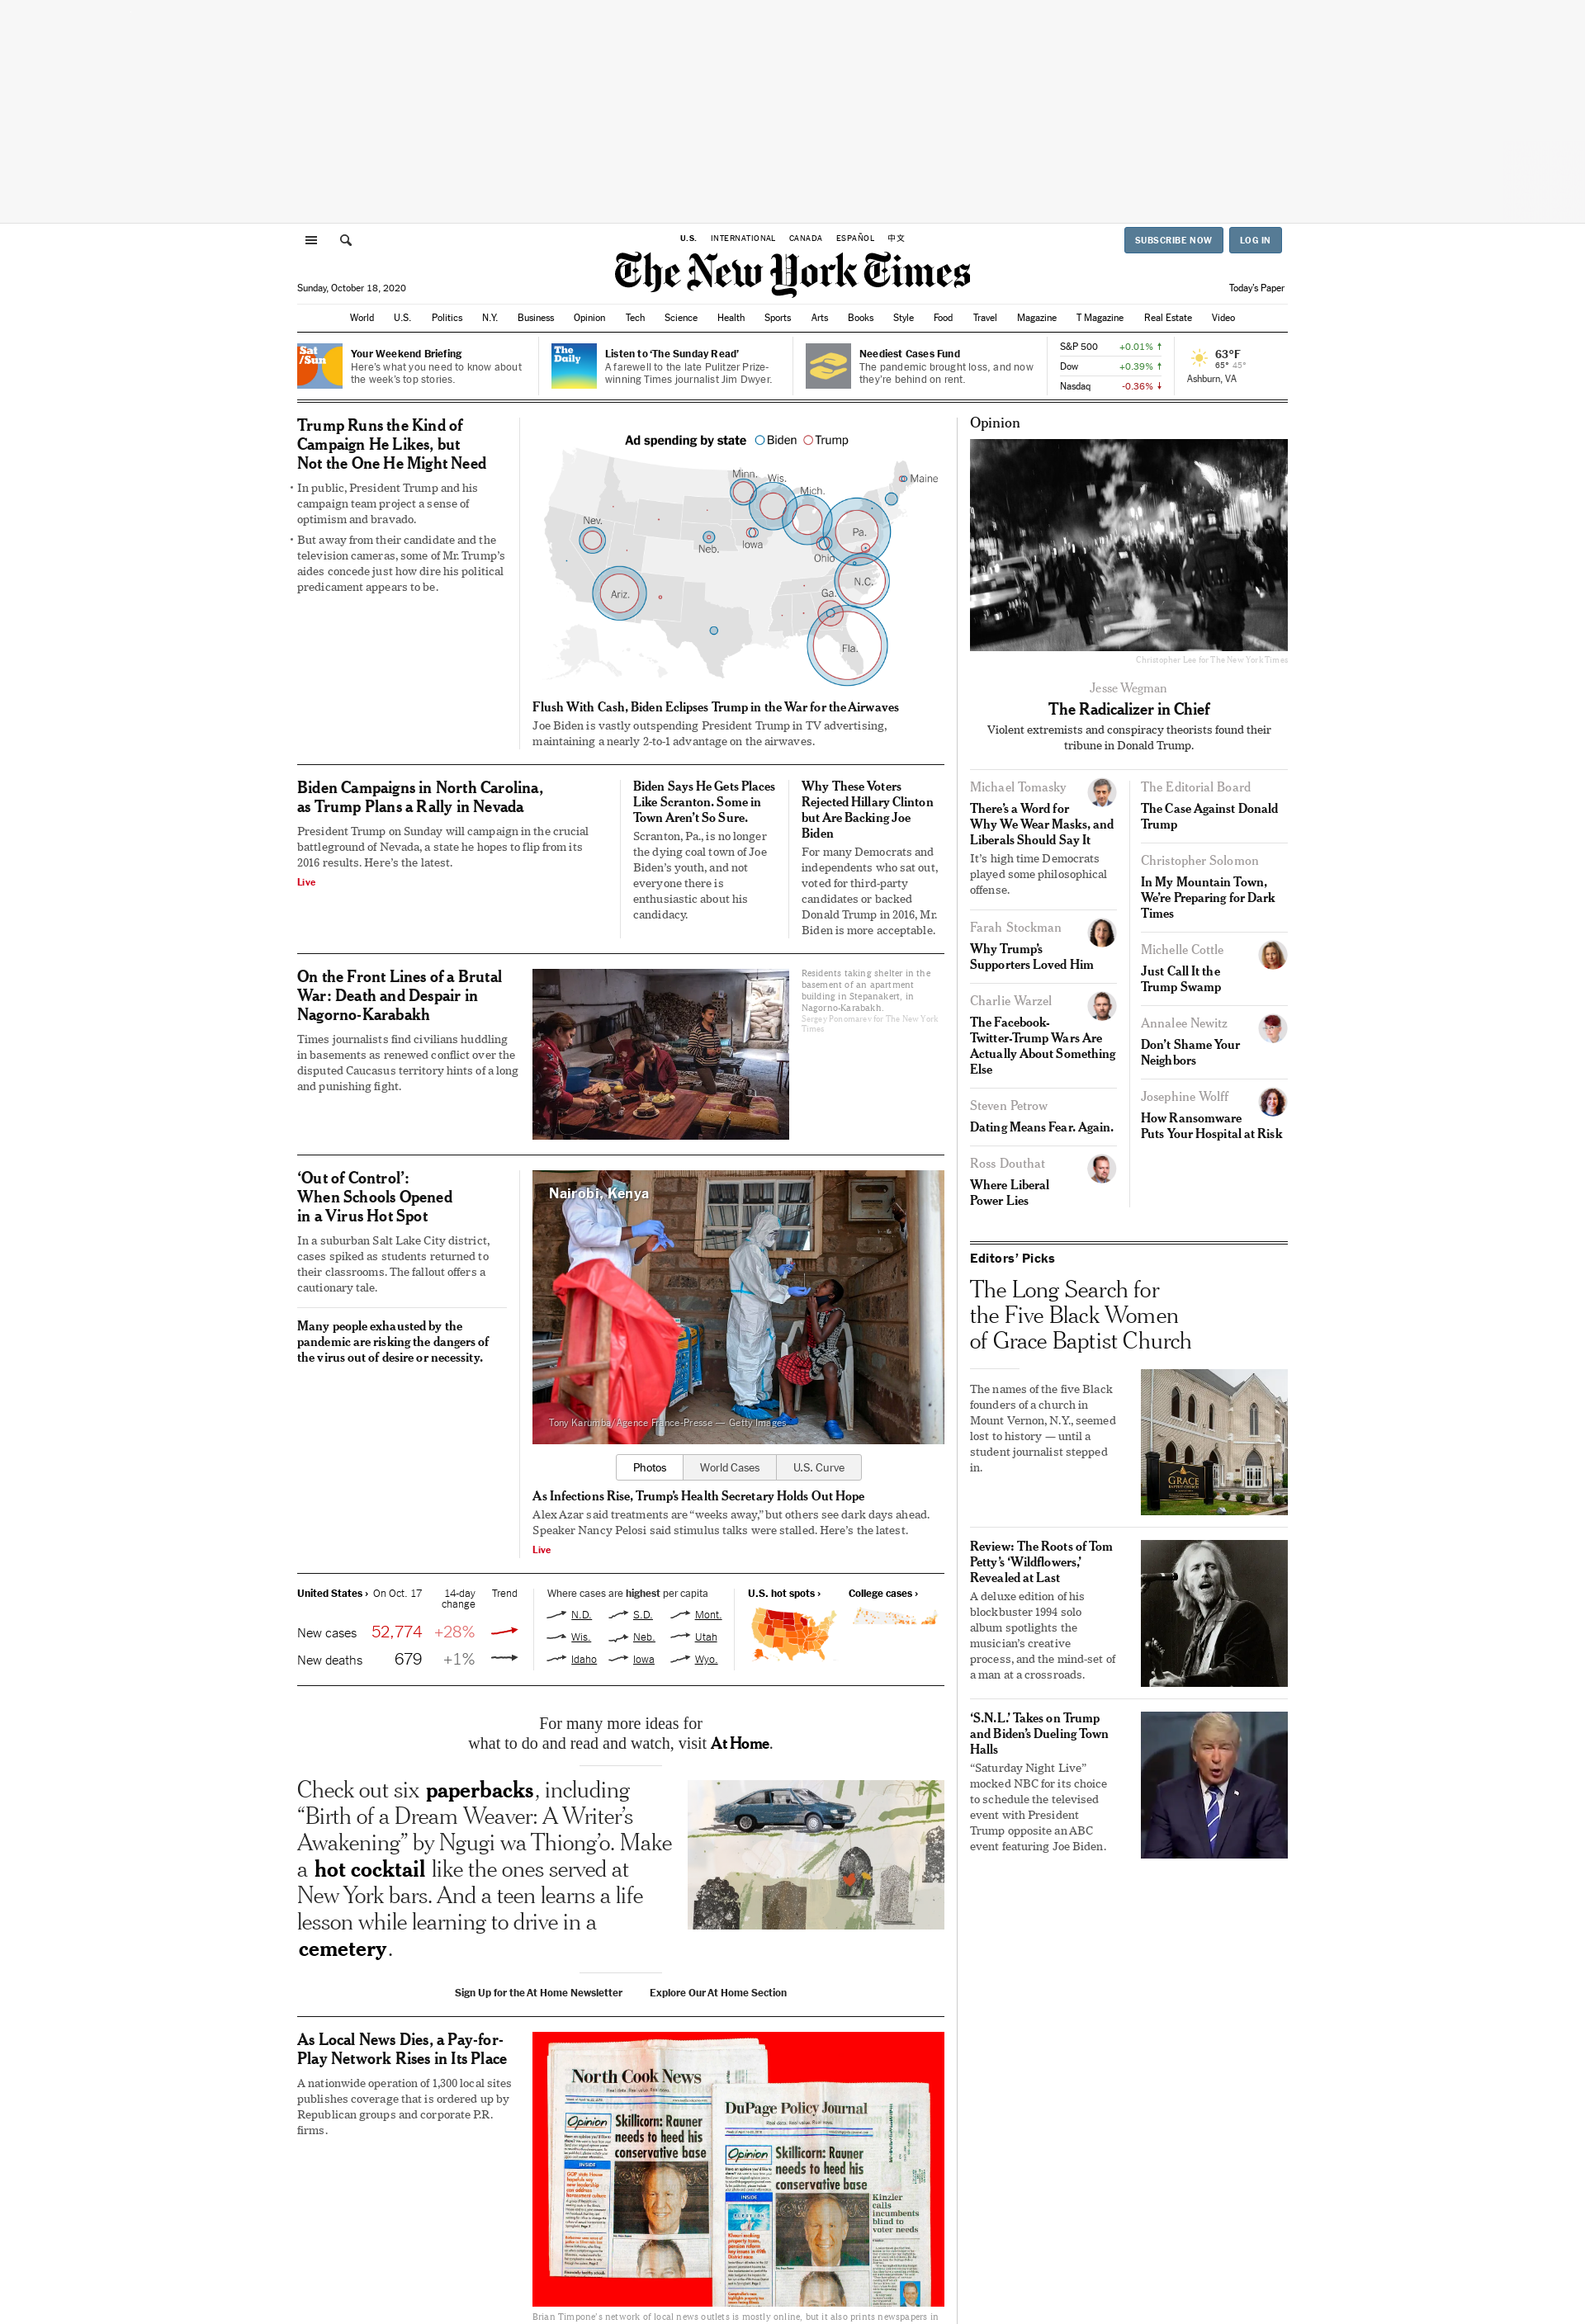 U.S. INTERNATIONAL CANADA ESPAÑOL 中文
SUBSCRIBE NOW LOG IN
The New York Times
Sunday, October 18, 2020
Today's Paper
World U.S. Politics N.Y. Business Opinion Tech Science Health Sports Arts Books Style Food Travel Magazine T Magazine Real Estate Video
Sat
/Sun
Your Weekend Briefing
Here's what you need to know about
the week's top stories.
The
Daily
Listen to 'The Sunday Read'
A farewell to the late Pulitzer Prize-
winning Times journalist Jim Dwyer.
Neediest Cases Fund
The pandemic brought loss, and now
they're behind on rent.
S&P 500 +0.01% ↑
Dow +0.39% ↑
Nasdaq -0.36% ↓
63°F
65° 45°
Ashburn, VA
Trump Runs the Kind of
Campaign He Likes, but
Not the One He Might Need
• In public, President Trump and his
campaign team project a sense of
optimism and bravado.
• But away from their candidate and the
television cameras, some of Mr. Trump's
aides concede just how dire his political
predicament appears to be.
Ad spending by state Biden Trump
Minn.
Wis.
Mich.
Maine
Nev.
Neb.
Iowa
Pa.
Ohio
N.C.
Ariz.
Ga.
Fla.
Flush With Cash, Biden Eclipses Trump in the War for the Airwaves
Joe Biden is vastly outspending President Trump in TV advertising,
maintaining a nearly 2-to-1 advantage on the airwaves.
Biden Campaigns in North Carolina,
as Trump Plans a Rally in Nevada
President Trump on Sunday will campaign in the crucial
battleground of Nevada, a state he hopes to flip from its
2016 results. Here's the latest.
Live
Biden Says He Gets Places
Like Scranton. Some in
Town Aren't So Sure.
Scranton, Pa., is no longer
the dying coal town of Joe
Biden's youth, and not
everyone there is
enthusiastic about his
candidacy.
Why These Voters
Rejected Hillary Clinton
but Are Backing Joe
Biden
For many Democrats and
independents who sat out,
voted for third-party
candidates or backed
Donald Trump in 2016, Mr.
Biden is more acceptable.
On the Front Lines of a Brutal
War: Death and Despair in
Nagorno-Karabakh
Times journalists find civilians huddling
in basements as renewed conflict over the
disputed Caucasus territory hints of a long
and punishing fight.
Residents taking shelter in the
basement of an apartment
building in Stepanakert, in
Nagorno-Karabakh.
Sergey Ponomarev for The New York
Times
'Out of Control':
When Schools Opened
in a Virus Hot Spot
In a suburban Salt Lake City district,
cases spiked as students returned to
their classrooms. The fallout offers a
cautionary tale.
Many people exhausted by the
pandemic are risking the dangers of
the virus out of desire or necessity.
Nairobi, Kenya
Tony Karumba/Agence France-Presse — Getty Images
Photos World Cases U.S. Curve
As Infections Rise, Trump's Health Secretary Holds Out Hope
Alex Azar said treatments are "weeks away," but others see dark days ahead.
Speaker Nancy Pelosi said stimulus talks were stalled. Here's the latest.
Live
United States › On Oct. 17 14-day
change Trend
New cases 52,774 +28%
New deaths 679 +1%
Where cases are highest per capita
N.D. S.D. Mont.
Wis. Neb. Utah
Idaho Iowa Wyo.
U.S. hot spots ›
College cases ›
For many more ideas for
what to do and read and watch, visit At Home.
Check out six paperbacks, including
"Birth of a Dream Weaver: A Writer's
Awakening" by Ngugi wa Thiong'o. Make
a hot cocktail like the ones served at
New York bars. And a teen learns a life
lesson while learning to drive in a
cemetery.
Sign Up for the At Home Newsletter Explore Our At Home Section
As Local News Dies, a Pay-for-
Play Network Rises in Its Place
A nationwide operation of 1,300 local sites
publishes coverage that is ordered up by
Republican groups and corporate P.R.
firms.
North Cook News
Real data. Real value. Real news.
Opinion
Skillicorn: Rauner
needs to heed his
conservative base
INSIDE
DuPage Policy Journal
Real data. Real value. Real news.
Opinion
Skillicorn: Rauner
needs to heed his
conservative base
INSIDE
Kinzler
calls
incumbents
blind to
voter needs
Brian Timpone's network of local news outlets is mostly online, but it also prints newspapers in
Opinion
Christopher Lee for The New York Times
Jesse Wegman
The Radicalizer in Chief
Violent extremists and conspiracy theorists found their
tribune in Donald Trump.
Michael Tomasky
There's a Word for
Why We Wear Masks, and
Liberals Should Say It
It's high time Democrats
played some philosophical
offense.
Farah Stockman
Why Trump's
Supporters Loved Him
Charlie Warzel
The Facebook-
Twitter-Trump Wars Are
Actually About Something
Else
Steven Petrow
Dating Means Fear. Again.
Ross Douthat
Where Liberal
Power Lies
The Editorial Board
The Case Against Donald
Trump
Christopher Solomon
In My Mountain Town,
We're Preparing for Dark
Times
Michelle Cottle
Just Call It the
Trump Swamp
Annalee Newitz
Don't Shame Your
Neighbors
Josephine Wolff
How Ransomware
Puts Your Hospital at Risk
Editors' Picks
The Long Search for
the Five Black Women
of Grace Baptist Church
The names of the five Black
founders of a church in
Mount Vernon, N.Y., seemed
lost to history — until a
student journalist stepped
in.
GRACE
BAPTIST CHURCH
Review: The Roots of Tom
Petty's 'Wildflowers,'
Revealed at Last
A deluxe edition of his
blockbuster 1994 solo
album spotlights the
musician's creative
process, and the mind-set of
a man at a crossroads.
'S.N.L.' Takes on Trump
and Biden's Dueling Town
Halls
"Saturday Night Live"
mocked NBC for its choice
to schedule the televised
event with President
Trump opposite an ABC
event featuring Joe Biden.